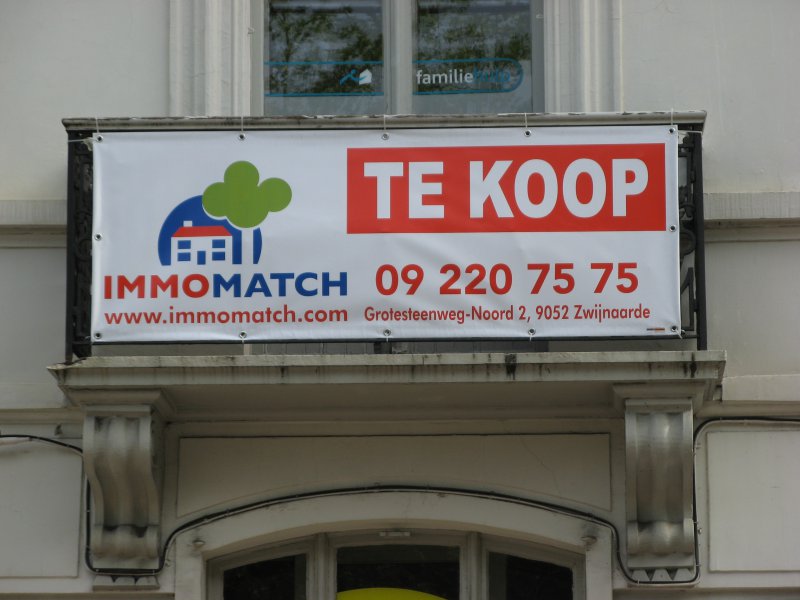 familie
TE KOOP
IMMOMATCH
09 220 75 75
www.immomatch.com
Grotesteenweg-Noord 2, 9052 Zwijnaarde